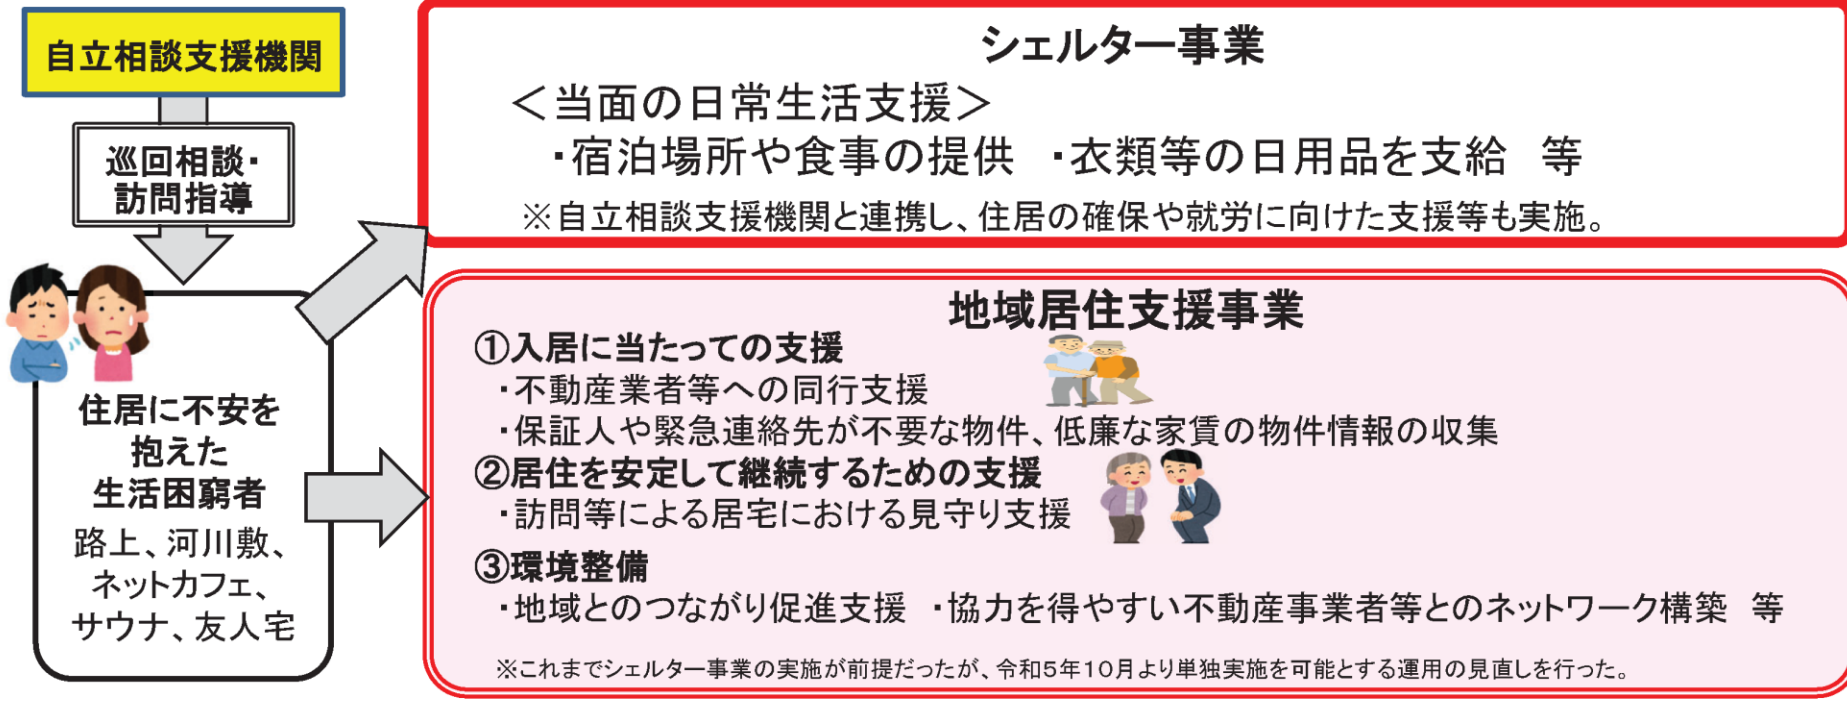 自立相談支援機関
巡回相談・
訪問指導
住居に不安を
抱えた
生活困窮者
路上、河川敷、
ネットカフェ、
サウナ、友人宅
シェルター事業
＜当面の日常生活支援＞
・宿泊場所や食事の提供　・衣類等の日用品を支給　等
※自立相談支援機関と連携し、住居の確保や就労に向けた支援等も実施。
地域居住支援事業
①入居に当たっての支援
・不動産業者等への同行支援
・保証人や緊急連絡先が不要な物件、低廉な家賃の物件情報の収集
②居住を安定して継続するための支援
・訪問等による居宅における見守り支援
③環境整備
・地域とのつながり促進支援　・協力を得やすい不動産事業者等とのネットワーク構築　等
※これまでシェルター事業の実施が前提だったが、令和5年10月より単独実施を可能とする運用の見直しを行った。